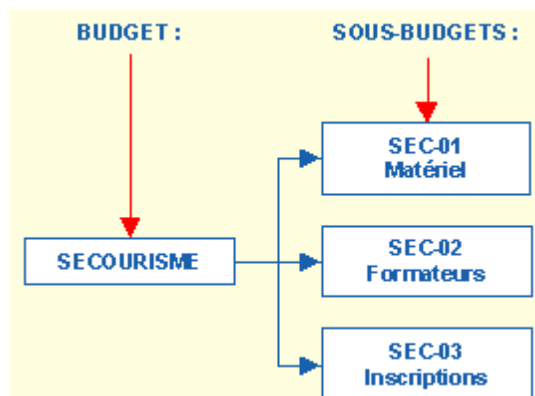 BUDGET :
SOUS-BUDGETS :
SEC-01
Matériel
SECOURISME
SEC-02
Formateurs
SEC-03
Inscriptions